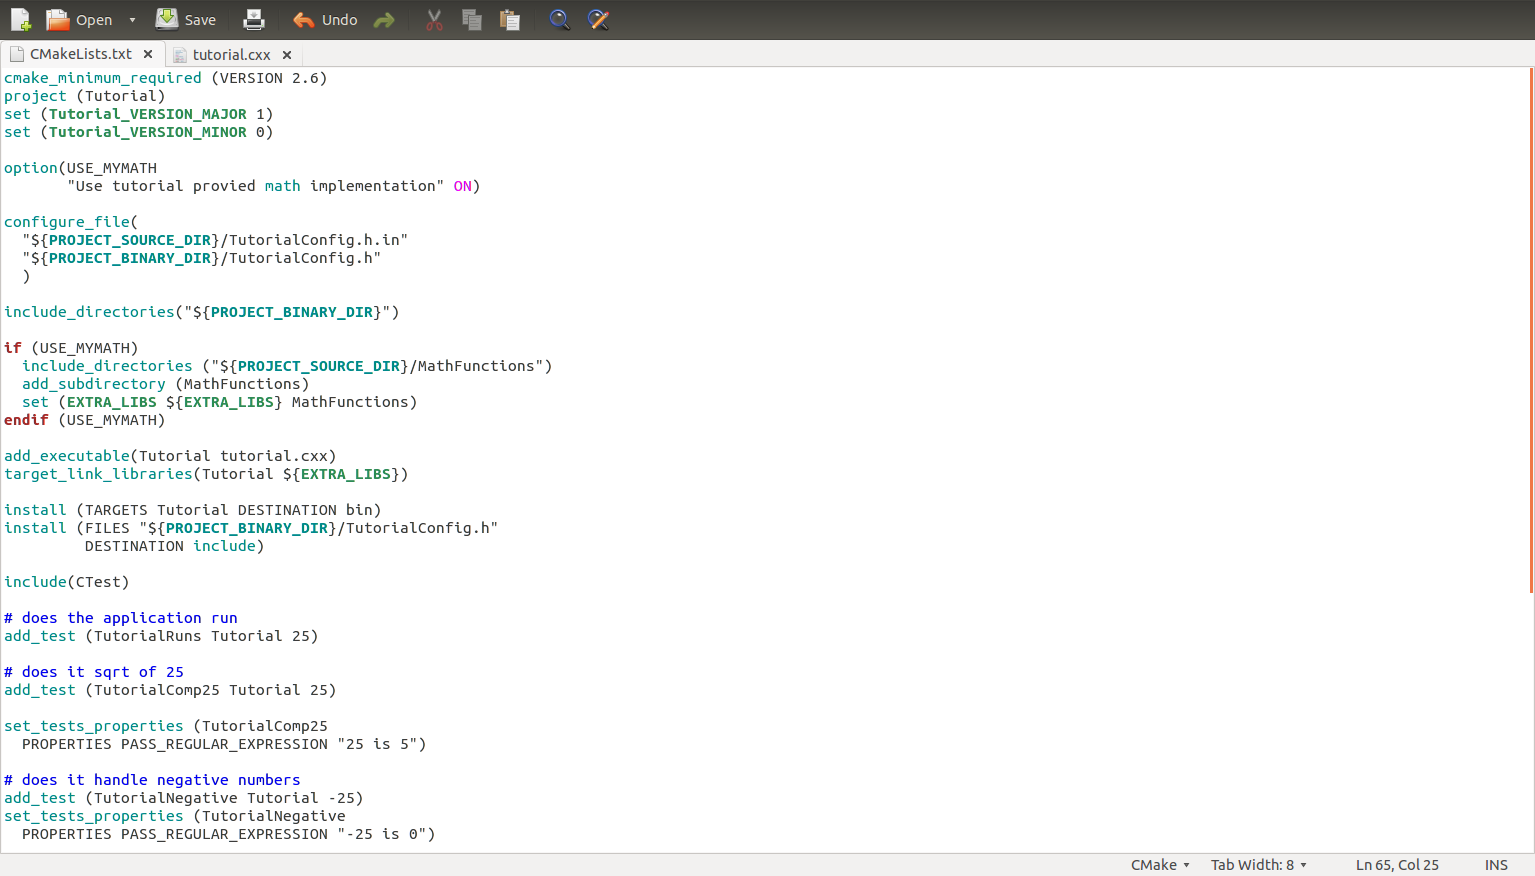 Open Save Undo
CMakeLists.txt tutorial.cxx
cmake_minimum_required (VERSION 2.6)
project (Tutorial)
set (Tutorial_VERSION_MAJOR 1)
set (Tutorial_VERSION_MINOR 0)
option(USE_MYMATH
"Use tutorial provied math implementation" ON)
configure_file(
"${PROJECT_SOURCE_DIR}/TutorialConfig.h.in"
"${PROJECT_BINARY_DIR}/TutorialConfig.h"
)
include_directories("${PROJECT_BINARY_DIR}")
if (USE_MYMATH)
include_directories ("${PROJECT_SOURCE_DIR}/MathFunctions")
add_subdirectory (MathFunctions)
set (EXTRA_LIBS ${EXTRA_LIBS} MathFunctions)
endif (USE_MYMATH)
add_executable(Tutorial tutorial.cxx)
target_link_libraries(Tutorial ${EXTRA_LIBS})
install (TARGETS Tutorial DESTINATION bin)
install (FILES "${PROJECT_BINARY_DIR}/TutorialConfig.h"
DESTINATION include)
include(CTest)
# does the application run
add_test (TutorialRuns Tutorial 25)
# does it sqrt of 25
add_test (TutorialComp25 Tutorial 25)
set_tests_properties (TutorialComp25
PROPERTIES PASS_REGULAR_EXPRESSION "25 is 5")
# does it handle negative numbers
add_test (TutorialNegative Tutorial -25)
set_tests_properties (TutorialNegative
PROPERTIES PASS_REGULAR_EXPRESSION "-25 is 0")
CMake Tab Width: 8 Ln 65, Col 25 INS